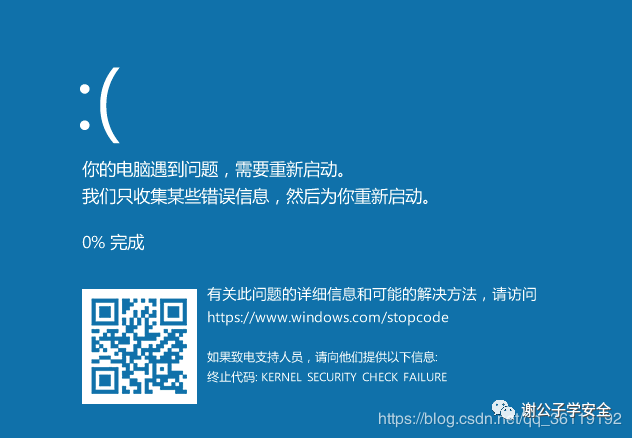 :(
你的电脑遇到问题，需要重新启动。
我们只收集某些错误信息，然后为你重新启动。
0% 完成
有关此问题的详细信息和可能的解决方法，请访问
https://www.windows.com/stopcode
如果致电支持人员，请向他们提供以下信息:
终止代码: KERNEL SECURITY CHECK FAILURE
谢公子学安全
https://blog.csdn.net/qq_36119192